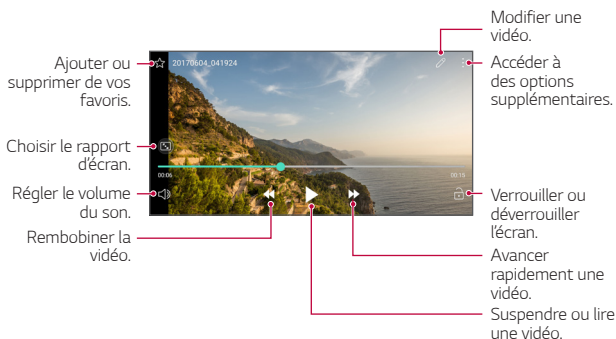 Modifier une
vidéo.
Ajouter ou
supprimer de vos
favoris.
20170604_041924
Accéder à
des options
supplémentaires.
Choisir le rapport
d'écran.
00:06
00:15
Régler le volume
du son.
Verrouiller ou
déverrouiller
l'écran.
Rembobiner la
vidéo.
Avancer
rapidement une
vidéo.
Suspendre ou lire
une vidéo.